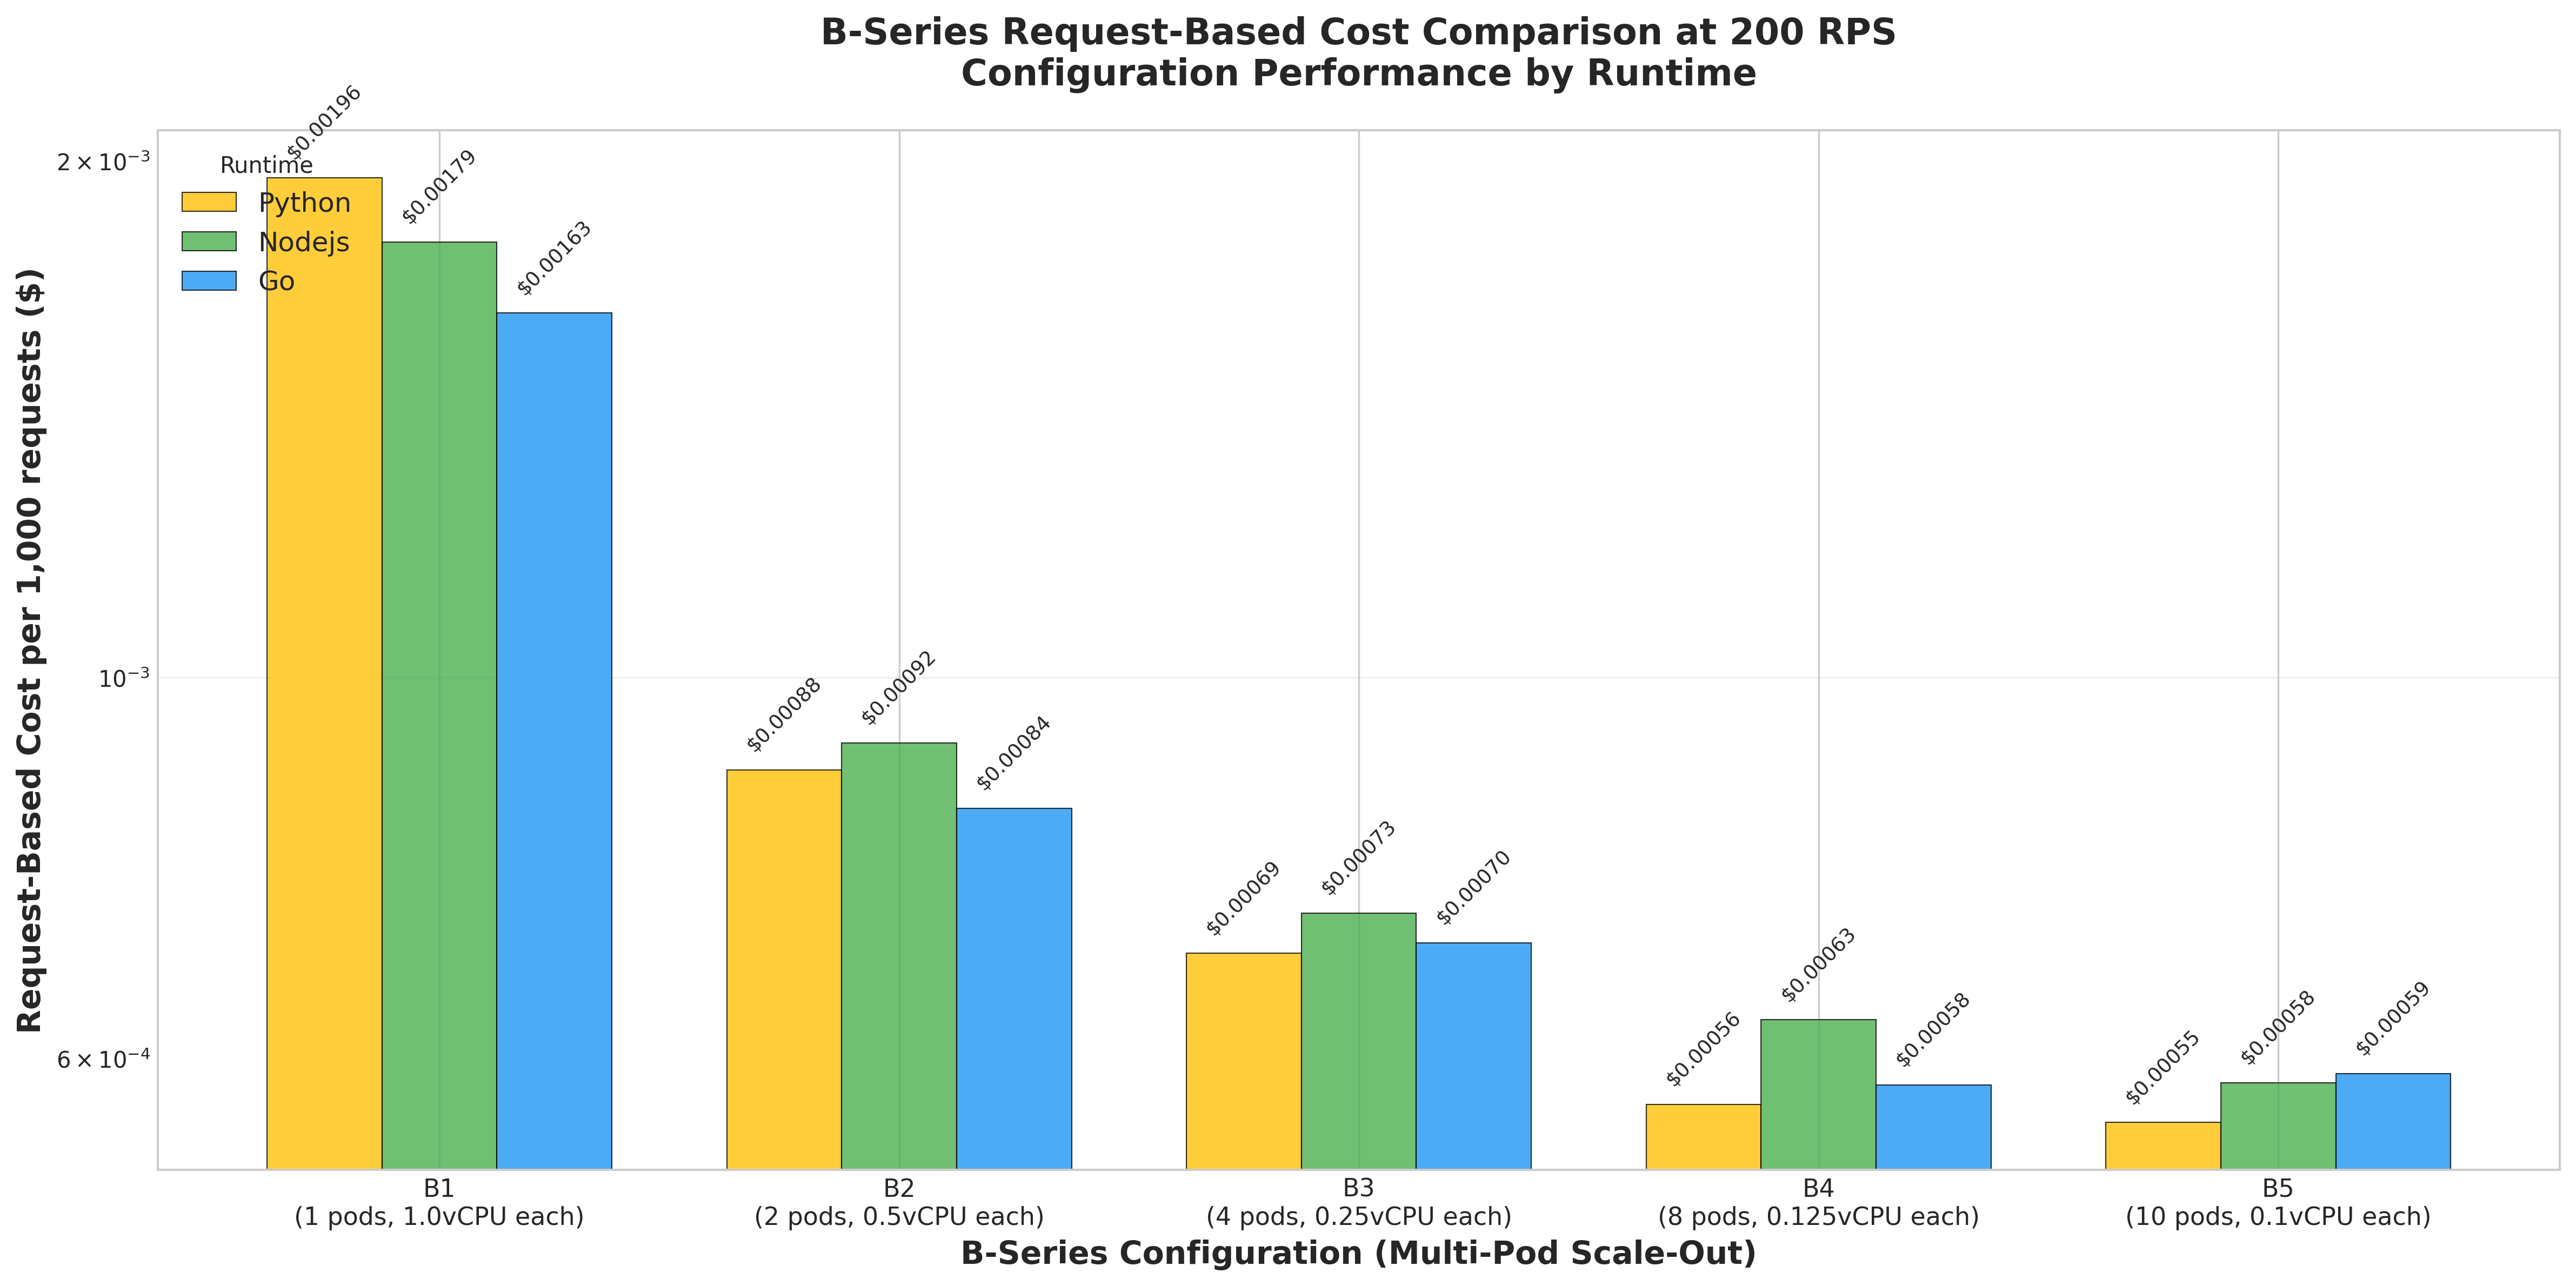 B-Series Request-Based Cost Comparison at 200 RPS
Configuration Performance by Runtime
Request-Based Cost per 1,000 requests ($)
2 × 10⁻³
10⁻³
6 × 10⁻⁴
Runtime
Python
Nodejs
Go
$0.00196
$0.00179
$0.00163
$0.00088
$0.00092
$0.00084
$0.00069
$0.00073
$0.00070
$0.00056
$0.00063
$0.00058
$0.00055
$0.00058
$0.00059
B1
(1 pods, 1.0vCPU each)
B2
(2 pods, 0.5vCPU each)
B3
(4 pods, 0.25vCPU each)
B4
(8 pods, 0.125vCPU each)
B5
(10 pods, 0.1vCPU each)
B-Series Configuration (Multi-Pod Scale-Out)